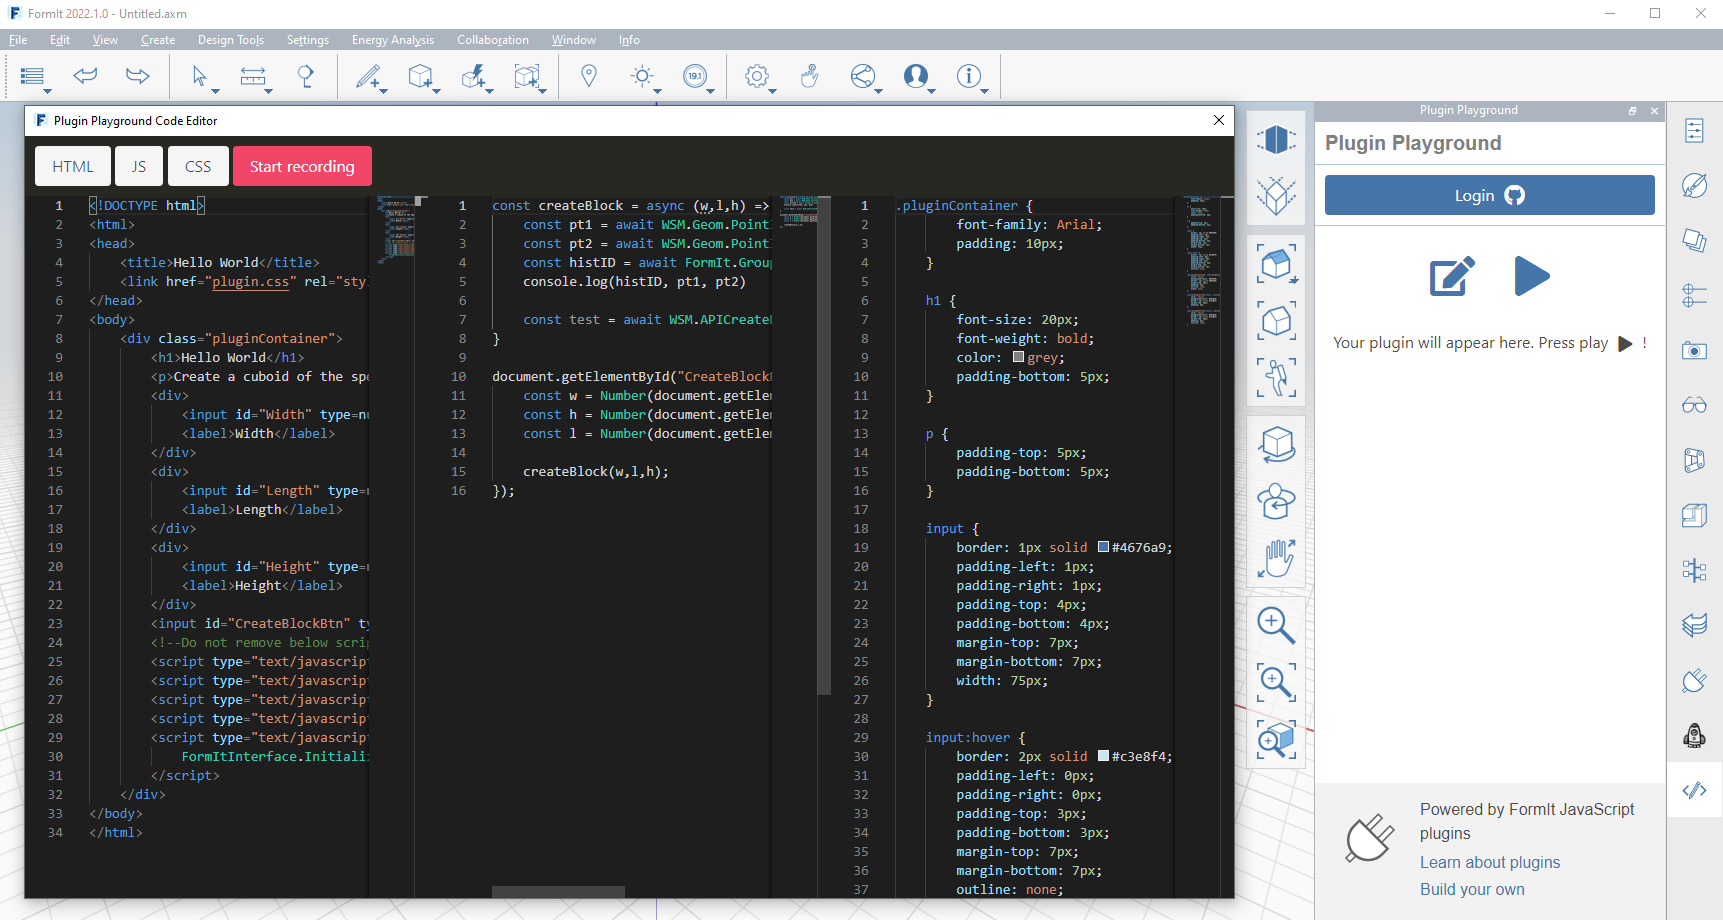 FormIt 2022.1.0 - Untitled.axm
File Edit View Create Design Tools Settings Energy Analysis Collaboration Window Info
19.1
Plugin Playground Code Editor
HTML JS CSS Start recording
1 <!DOCTYPE html>
2 <html>
3 <head>
4 <title>Hello World</title>
5 <link href="plugin.css" rel="sty
6 </head>
7 <body>
8 <div class="pluginContainer">
9 <h1>Hello World</h1>
10 <p>Create a cuboid of the spe
11 <div>
12 <input id="Width" type=nu
13 <label>Width</label>
14 </div>
15 <div>
16 <input id="Length" type=
17 <label>Length</label>
18 </div>
19 <div>
20 <input id="Height" type=
21 <label>Height</label>
22 </div>
23 <input id="CreateBlockBtn" ty
24 <!--Do not remove below scrip
25 <script type="text/javascript
26 <script type="text/javascript
27 <script type="text/javascript
28 <script type="text/javascript
29 <script type="text/javascript
30 FormItInterface.Initiali
31 </script>
32 </div>
33 </body>
34 </html>
1 const createBlock = async (w,l,h) =>
2 const pt1 = await WSM.Geom.Point
3 const pt2 = await WSM.Geom.Point
4 const histID = await FormIt.Grou
5 console.log(histID, pt1, pt2)
6
7 const test = await WSM.APICreate
8 }
9
10 document.getElementById("CreateBlock
11 const w = Number(document.getEle
12 const h = Number(document.getEle
13 const l = Number(document.getEle
14
15 createBlock(w,l,h);
16 });
1 .pluginContainer {
2 font-family: Arial;
3 padding: 10px;
4 }
5
6 h1 {
7 font-size: 20px;
8 font-weight: bold;
9 color: grey;
10 padding-bottom: 5px;
11 }
12
13 p {
14 padding-top: 5px;
15 padding-bottom: 5px;
16 }
17
18 input {
19 border: 1px solid #4676a9;
20 padding-left: 1px;
21 padding-right: 1px;
22 padding-top: 4px;
23 padding-bottom: 4px;
24 margin-top: 7px;
25 margin-bottom: 7px;
26 width: 75px;
27 }
28
29 input:hover {
30 border: 2px solid #c3e8f4;
31 padding-left: 0px;
32 padding-right: 0px;
33 padding-top: 3px;
34 padding-bottom: 3px;
35 margin-top: 7px;
36 margin-bottom: 7px;
37 outline: none;
Plugin Playground
Plugin Playground
Login
Your plugin will appear here. Press play !
Powered by FormIt JavaScript
plugins
Learn about plugins
Build your own